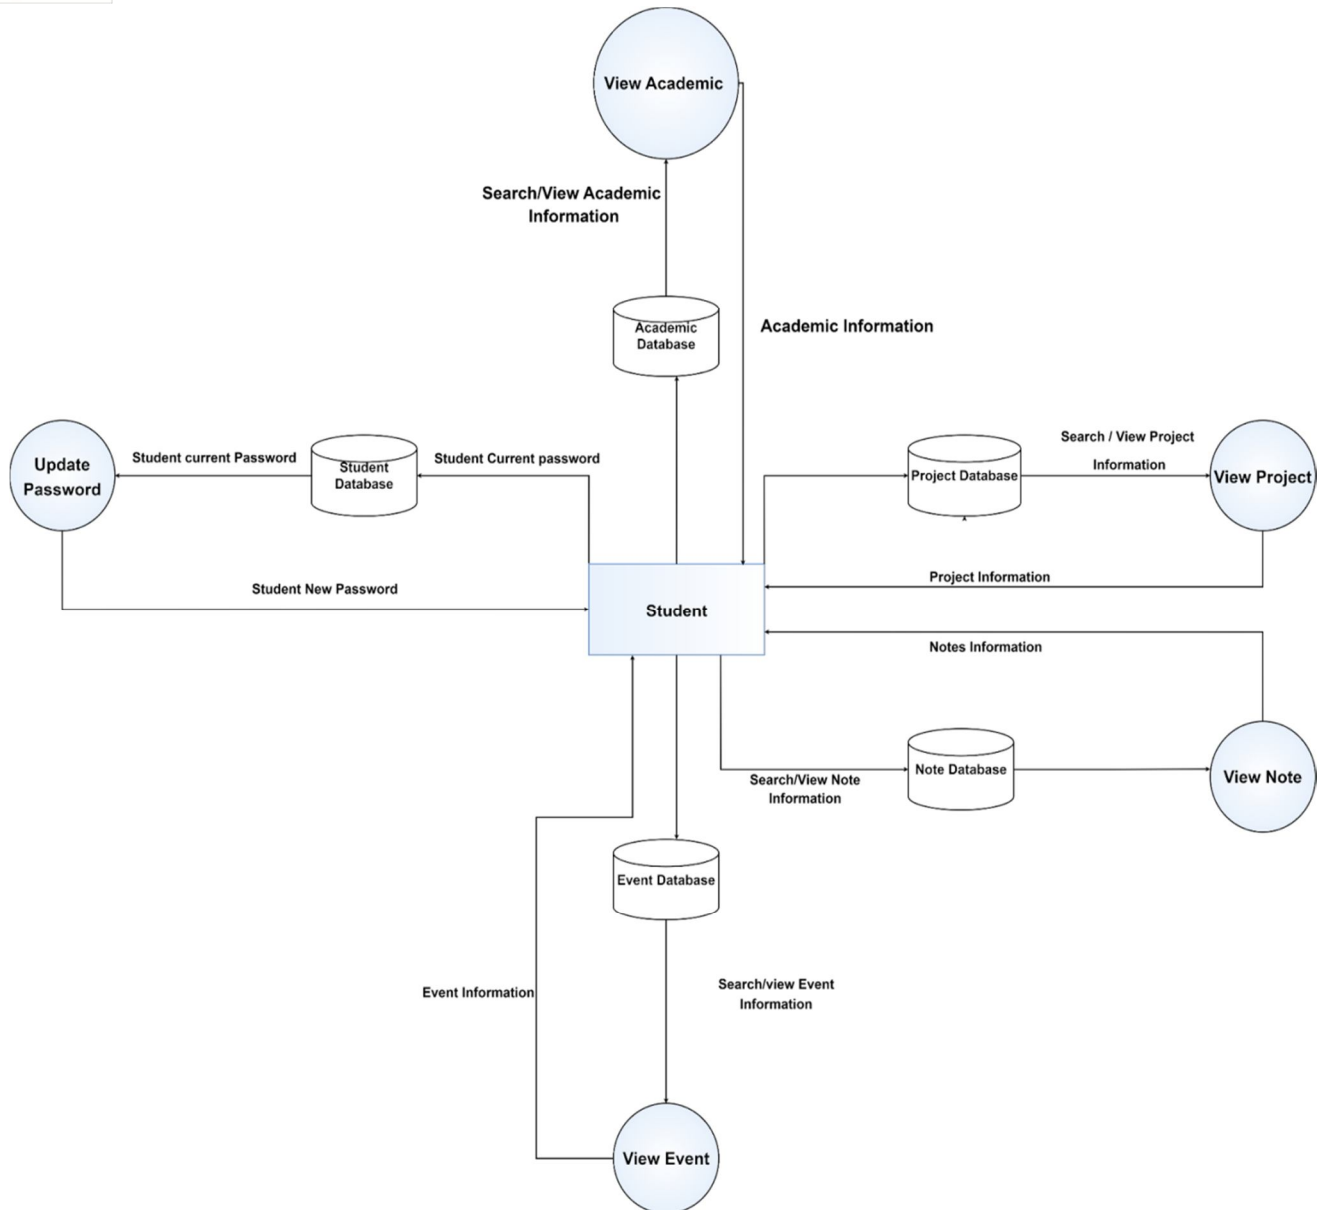 View Academic
Search/View Academic
Information
Academic
Database
Academic Information
Update
Password
Student current Password
Student
Database
Student Current password
Project Database
Search / View Project
Information
View Project
Student New Password
Student
Project Information
Notes Information
Search/View Note
Information
Note Database
View Note
Event Database
Event Information
Search/view Event
Information
View Event